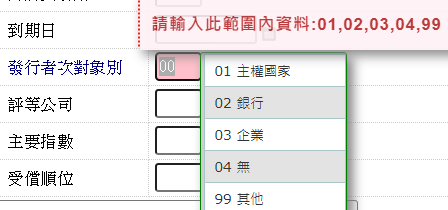 請輸入此範圍內資料:01,02,03,04,99
到期日
發行者次對象別 00
01 主權國家
02 銀行
評等公司
03 企業
主要指數
04 無
受償順位
99 其他